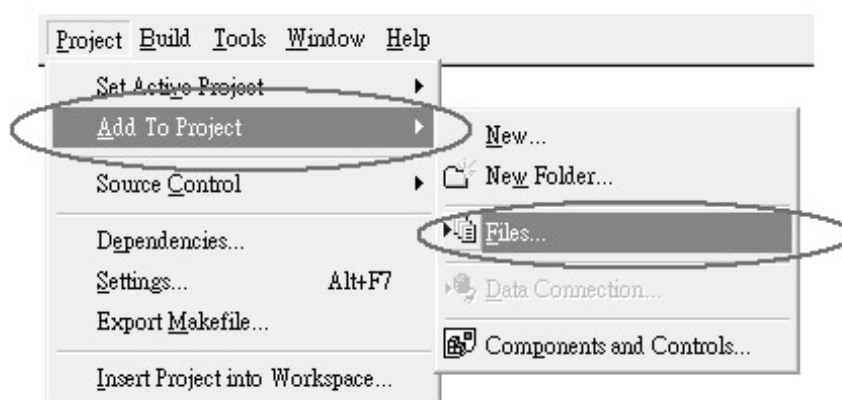 Project Build Tools Window Help
Set Active Project
Add To Project
Source Control
Dependencies...
Settings... Alt+F7
Export Makefile...
Insert Project into Workspace...
New...
New Folder...
Files...
Data Connection...
Components and Controls...